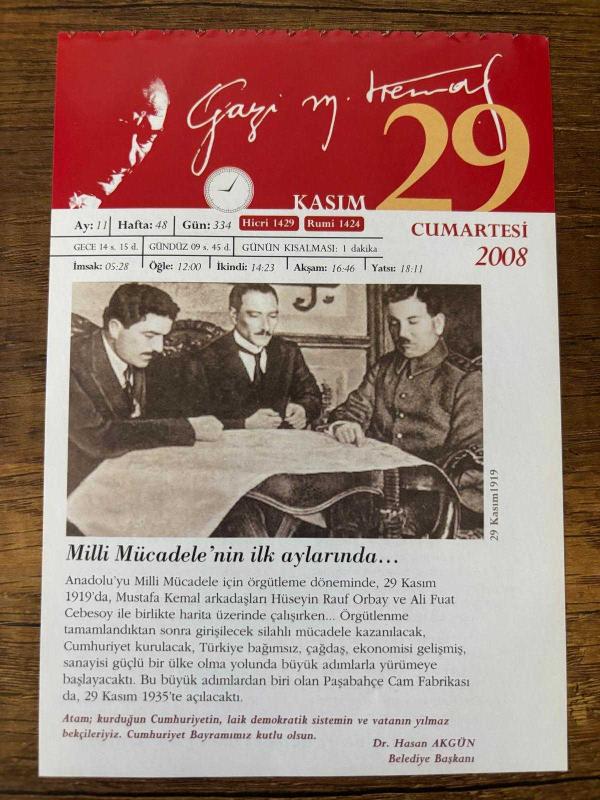 Gazi M. Kemal
KASIM
29
Ay: 11 Hafta: 48 Gün: 334 Hicri 1429 Rumi 1424
CUMARTESİ
2008
GECE 14 s. 15 d. GÜNDÜZ 09 s. 45 d. GÜNÜN KISALMASI: 1 dakika
İmsak: 05:28 Öğle: 12:00 İkindi: 14:23 Akşam: 16:46 Yatsı: 18:11
29 Kasım1919
Milli Mücadele'nin ilk aylarında...
Anadolu'yu Milli Mücadele için örgütleme döneminde, 29 Kasım
1919'da, Mustafa Kemal arkadaşları Hüseyin Rauf Orbay ve Ali Fuat
Cebesoy ile birlikte harita üzerinde çalışırken... Örgütlenme
tamamlandıktan sonra girişilecek silahlı mücadele kazanılacak,
Cumhuriyet kurulacak, Türkiye bağımsız, çağdaş, ekonomisi gelişmiş,
sanayisi güçlü bir ülke olma yolunda büyük adımlarla yürümeye
başlayacaktı. Bu büyük adımlardan biri olan Paşabahçe Cam Fabrikası
da, 29 Kasım 1935'te açılacaktı.
Atam; kurduğun Cumhuriyetin, laik demokratik sistemin ve vatanın yılmaz
bekçileriyiz. Cumhuriyet Bayramımız kutlu olsun.
Dr. Hasan AKGÜN
Belediye Başkanı